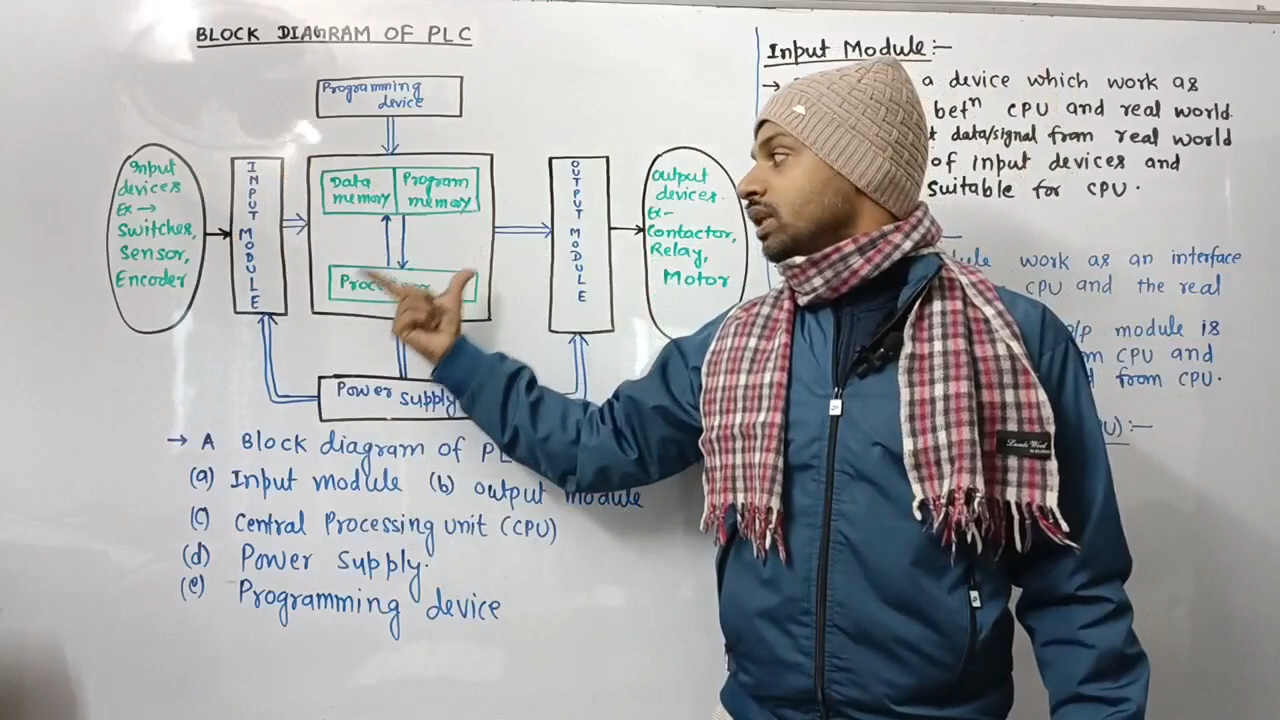 BLOCK DIAGRAM OF PLC
Programming
device
Input
devices
Ex→
Switches,
Sensor,
Encoder
INPUT MODULE
Data
memory
Program
memory
OUTPUT MODULE
output
devices
Ex-
Contactor,
Relay,
Motor
Power supply
→ A Block diagram of PL
(a) Input module (b) output module
(c) Central Processing unit (CPU)
(d) Power supply.
(e) Programming device
Input Module :-
→ a device which work as
betⁿ CPU and real world.
data/signal from real world
of input devices and
suitable for CPU.
work as an interface
CPU and the real
o/p module is
CPU and
from CPU.
:-